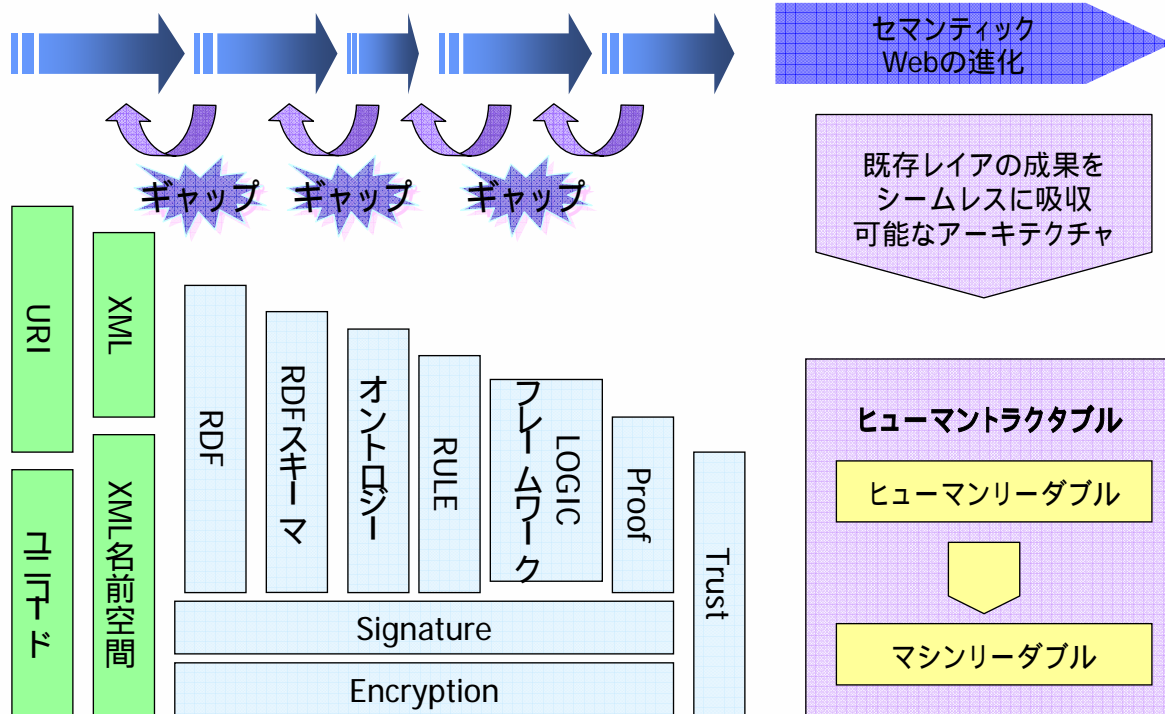 セマンティック
Webの進化
ギャップ
ギャップ
ギャップ
既存レイアの成果を
シームレスに吸収
可能なアーキテクチャ
URI
XML
RDF
RDFスキーマ
オントロジー
RULE
LOGIC
フレームワーク
Proof
Trust
ユニコード
XML名前空間
Signature
Encryption
ヒューマントラクタブル
ヒューマンリーダブル
マシンリーダブル